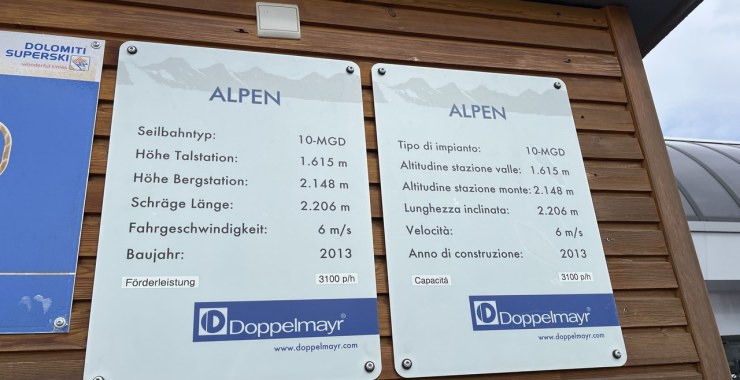 DOLOMITI
SUPERSKI
ALPEN
Seilbahntyp: 10-MGD
Höhe Talstation: 1.615 m
Höhe Bergstation: 2.148 m
Schräge Länge: 2.206 m
Fahrgeschwindigkeit: 6 m/s
Baujahr: 2013
Förderleistung 3100 p/h
Doppelmayr®
www.doppelmayr.com
ALPEN
Tipo di impianto: 10-MGD
Altitudine stazione valle: 1.615 m
Altitudine stazione monte: 2.148 m
Lunghezza inclinata: 2.206 m
Velocità: 6 m/s
Anno di construzione: 2013
Capacità 3100 p/h
Doppelmayr®
www.doppelmayr.com